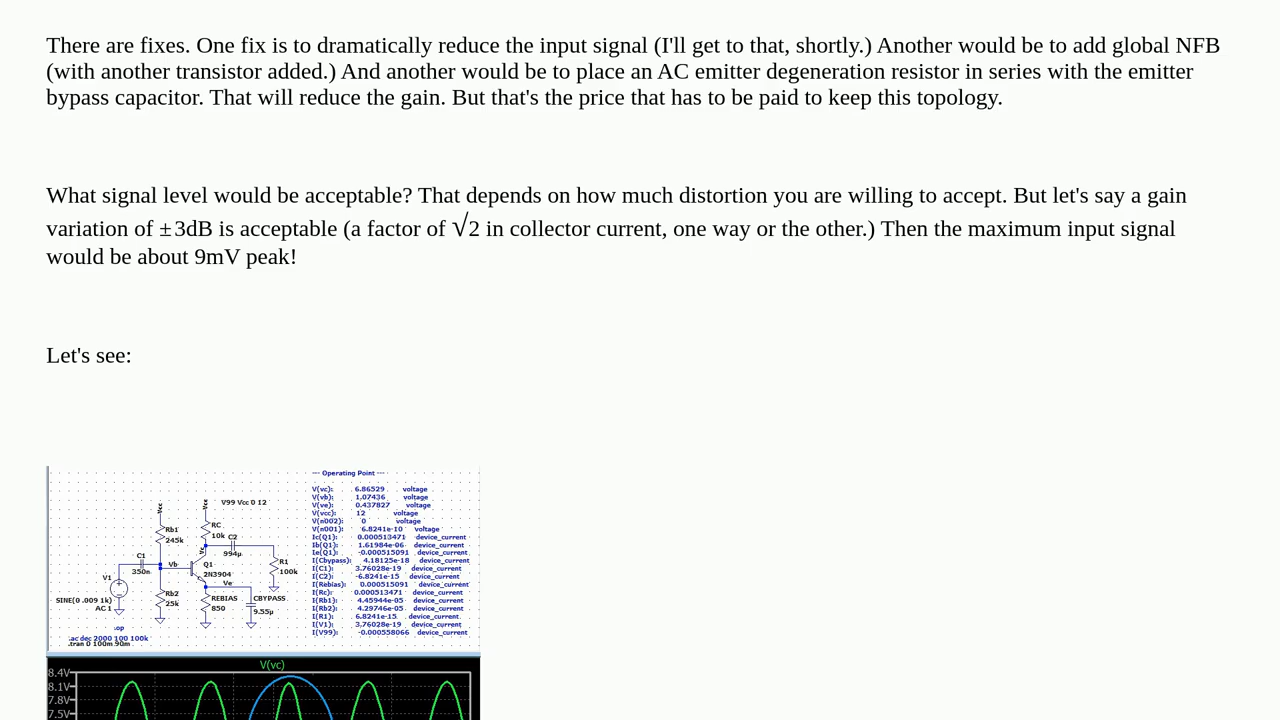 There are fixes. One fix is to dramatically reduce the input signal (I'll get to that, shortly.) Another would be to add global NFB
(with another transistor added.) And another would be to place an AC emitter degeneration resistor in series with the emitter
bypass capacitor. That will reduce the gain. But that's the price that has to be paid to keep this topology.
What signal level would be acceptable? That depends on how much distortion you are willing to accept. But let's say a gain
variation of ±3dB is acceptable (a factor of √2 in collector current, one way or the other.) Then the maximum input signal
would be about 9mV peak!
Let's see:
--- Operating Point ---
V(vc): 6.86529 voltage
V(vb): 1.07436 voltage
V(ve): 0.437827 voltage
V(vcc): 12 voltage
V(n002): 0 voltage
V(n001): 6.8241e-10 voltage
Ic(Q1): 0.000513471 device_current
Ib(Q1): 1.61984e-06 device_current
Ie(Q1): -0.000515091 device_current
I(Cbypass): 4.18125e-18 device_current
I(C1): 3.76028e-19 device_current
I(C2): -6.8241e-15 device_current
I(Rebias): 0.000515091 device_current
I(Rc): 0.000513471 device_current
I(Rb1): 4.45944e-05 device_current
I(Rb2): 4.29746e-05 device_current
I(R1): 6.8241e-15 device_current
I(V1): 3.76028e-19 device_current
I(V99): -0.000558066 device_current
Vcc
Vcc
V99 Vcc 0 12
Rb1
245k
RC
10k
C2
994µ
Vc
C1
350n
Vb
Q1
2N3904
R1
100k
V1
Ve
SINE(0 .009 1k)
AC 1
Rb2
25k
REBIAS
850
CBYPASS
9.55µ
.op
.ac dec 2000 100 100k
.tran 0 100m 90m
V(vc)
8.4V
8.1V
7.8V
7.5V